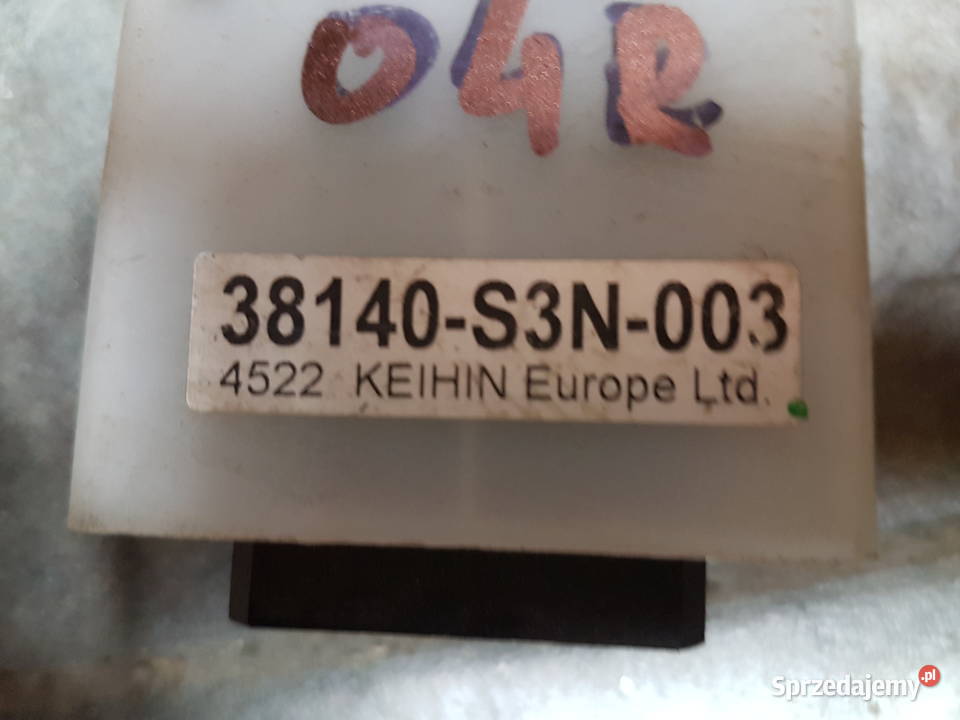 04R
38140-S3N-003
4522 KEIHIN Europe Ltd.
Sprzedajemy.pl